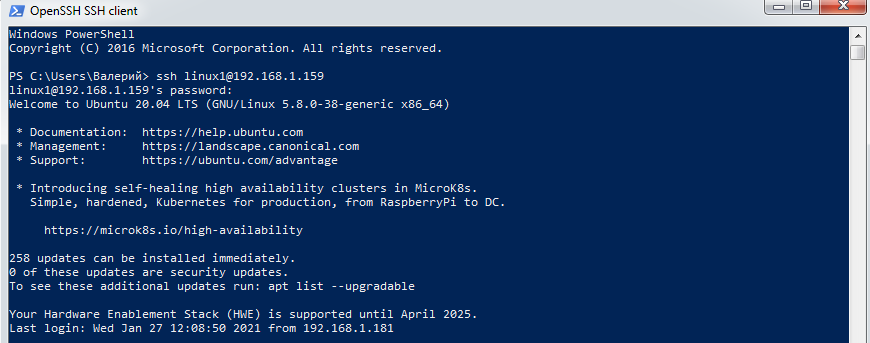 OpenSSH SSH client
Windows PowerShell
Copyright (C) 2016 Microsoft Corporation. All rights reserved.
PS C:\Users\Валерий> ssh linux1@192.168.1.159
linux1@192.168.1.159's password:
Welcome to Ubuntu 20.04 LTS (GNU/Linux 5.8.0-38-generic x86_64)
* Documentation:  https://help.ubuntu.com
* Management:     https://landscape.canonical.com
* Support:        https://ubuntu.com/advantage
* Introducing self-healing high availability clusters in MicroK8s.
Simple, hardened, Kubernetes for production, from RaspberryPi to DC.
https://microk8s.io/high-availability
258 updates can be installed immediately.
0 of these updates are security updates.
To see these additional updates run: apt list --upgradable
Your Hardware Enablement Stack (HWE) is supported until April 2025.
Last login: Wed Jan 27 12:08:50 2021 from 192.168.1.181